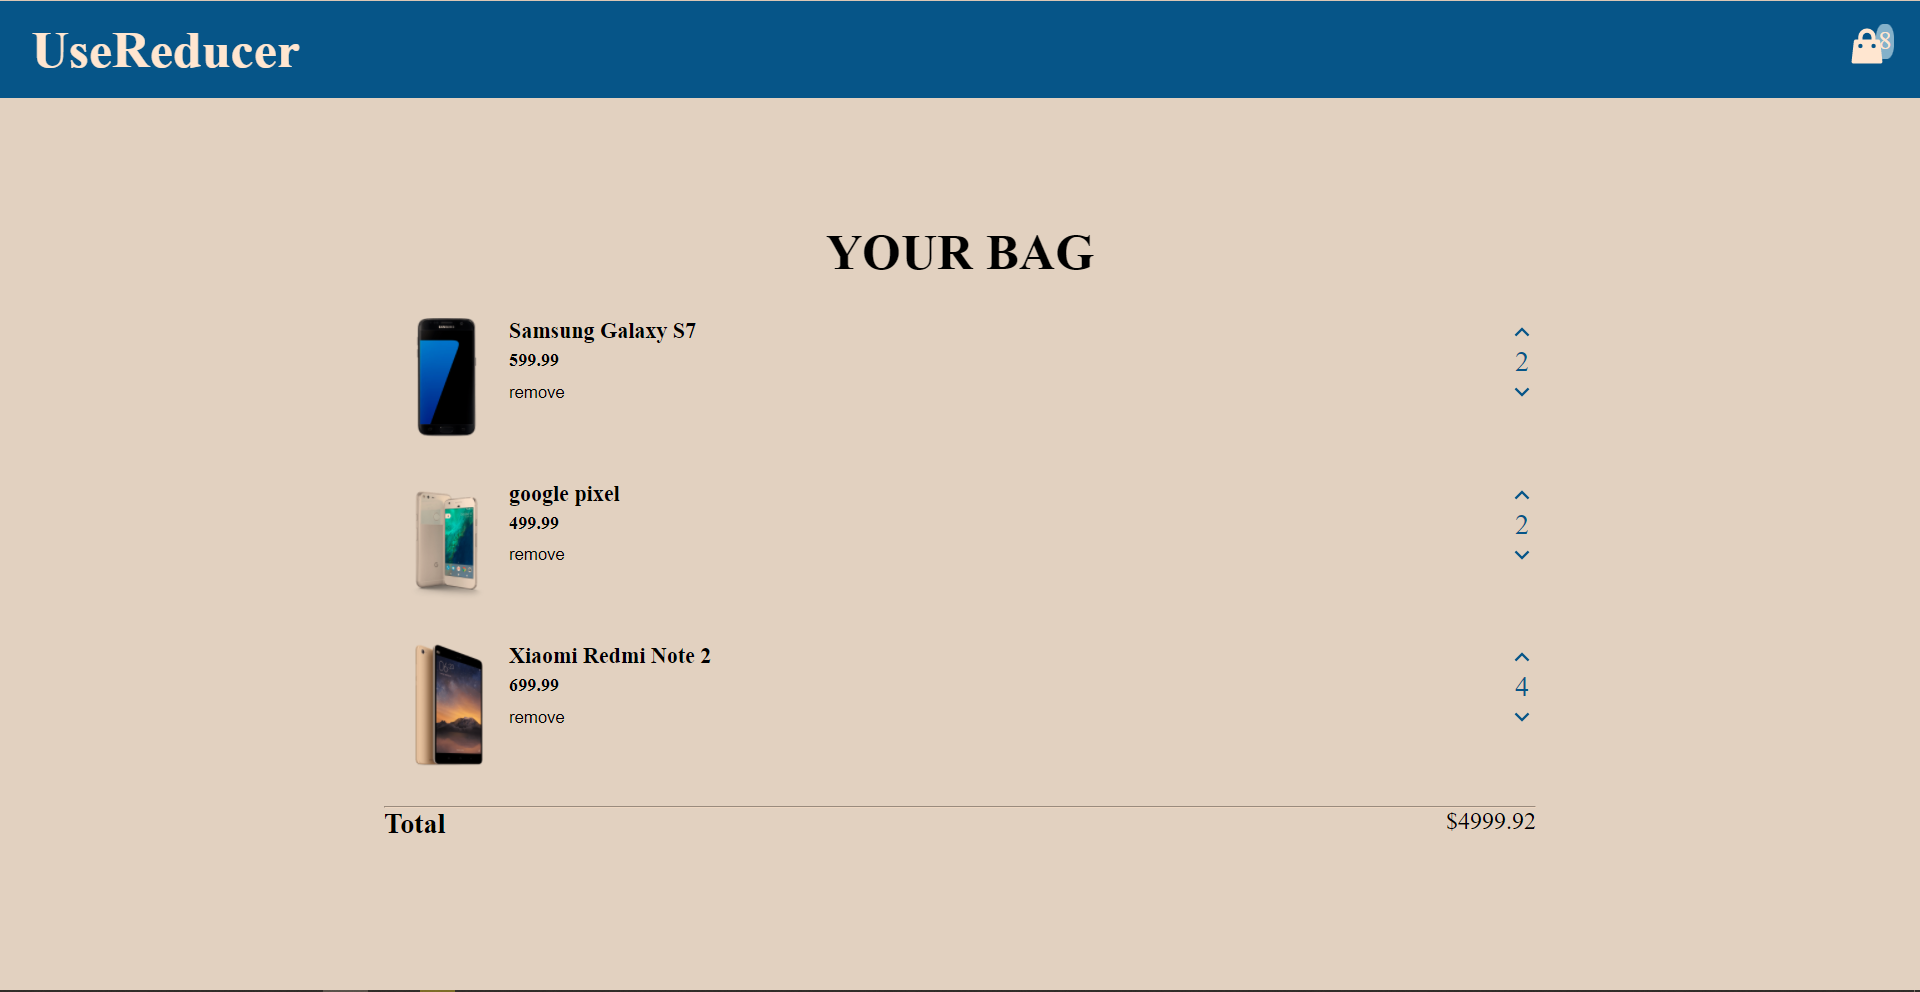 UseReducer
8
YOUR BAG
Samsung Galaxy S7
599.99
remove
2
google pixel
499.99
remove
2
Xiaomi Redmi Note 2
699.99
remove
4
Total
$4999.92